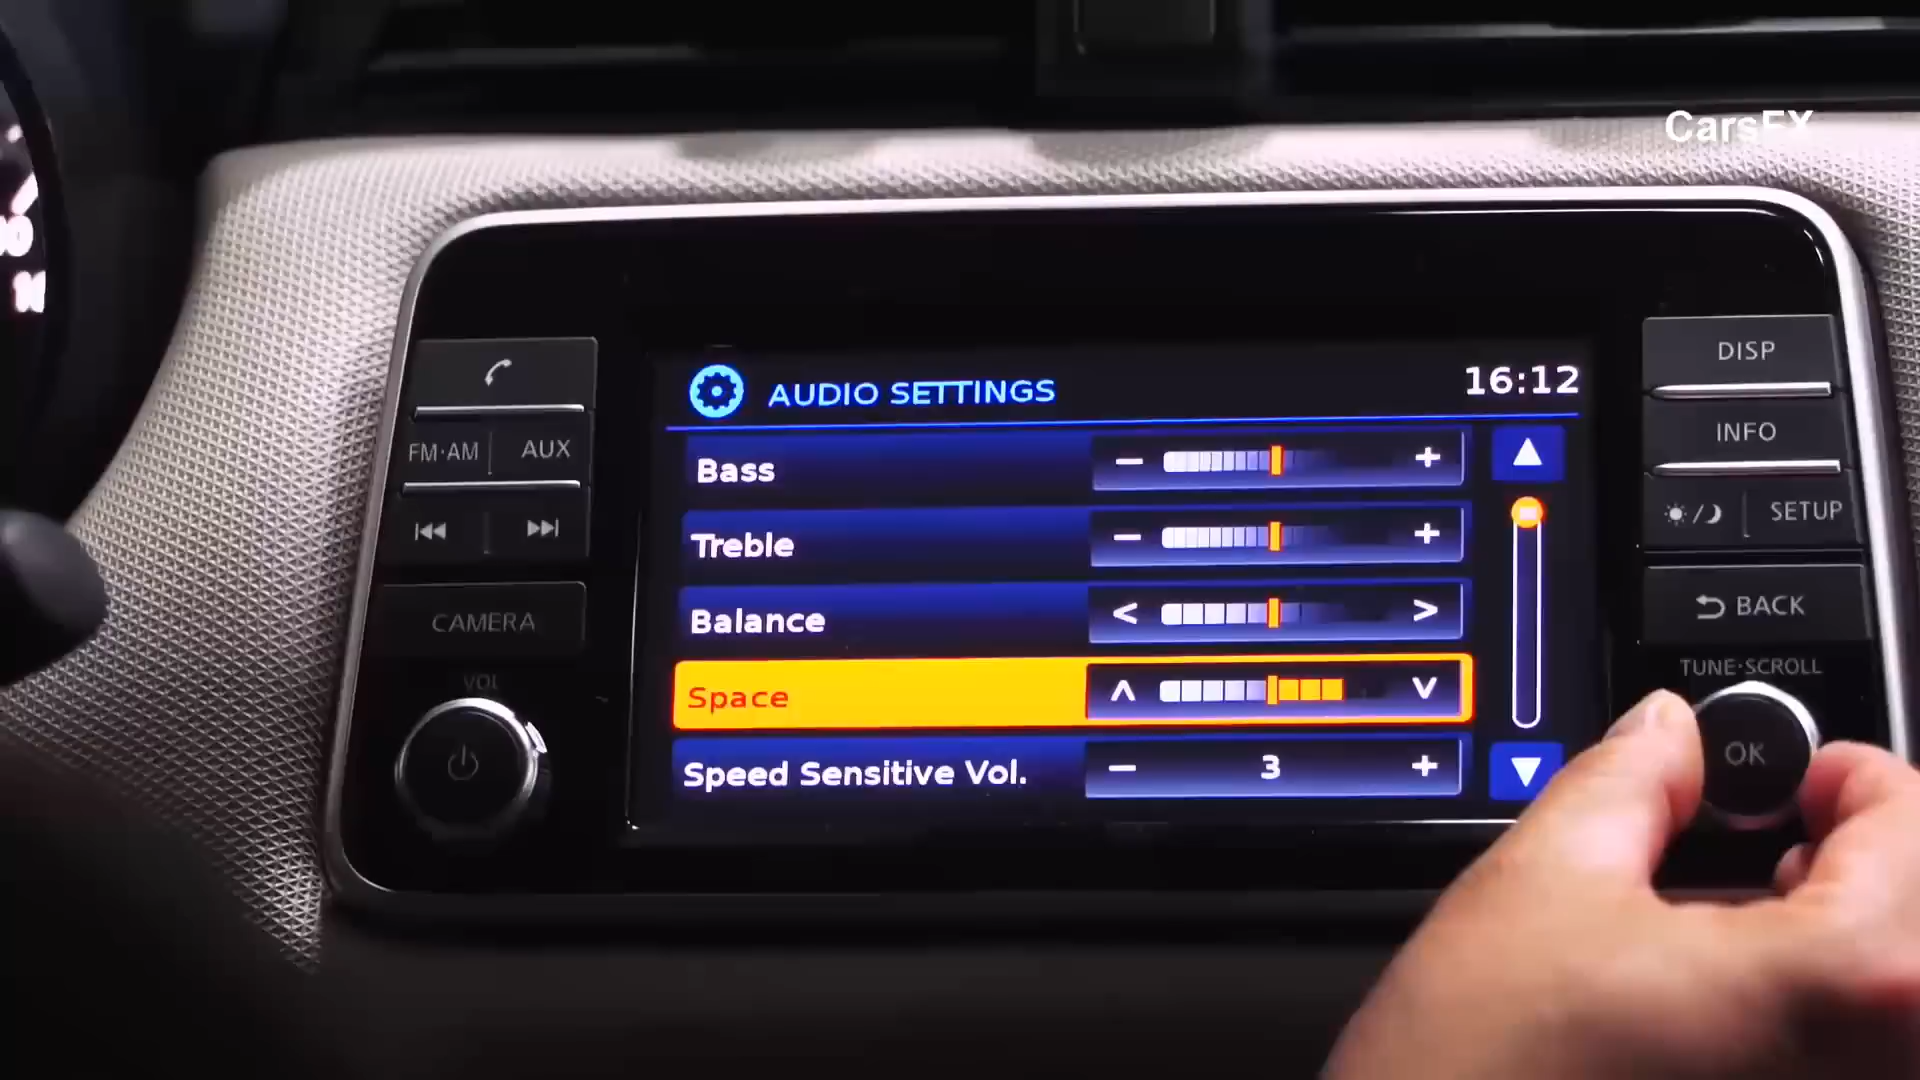 CarsFX
AUDIO SETTINGS
16:12
Bass
Treble
Balance
Space
Speed Sensitive Vol.
3
FM·AM
AUX
CAMERA
VOL
DISP
INFO
SETUP
BACK
TUNE·SCROLL
OK